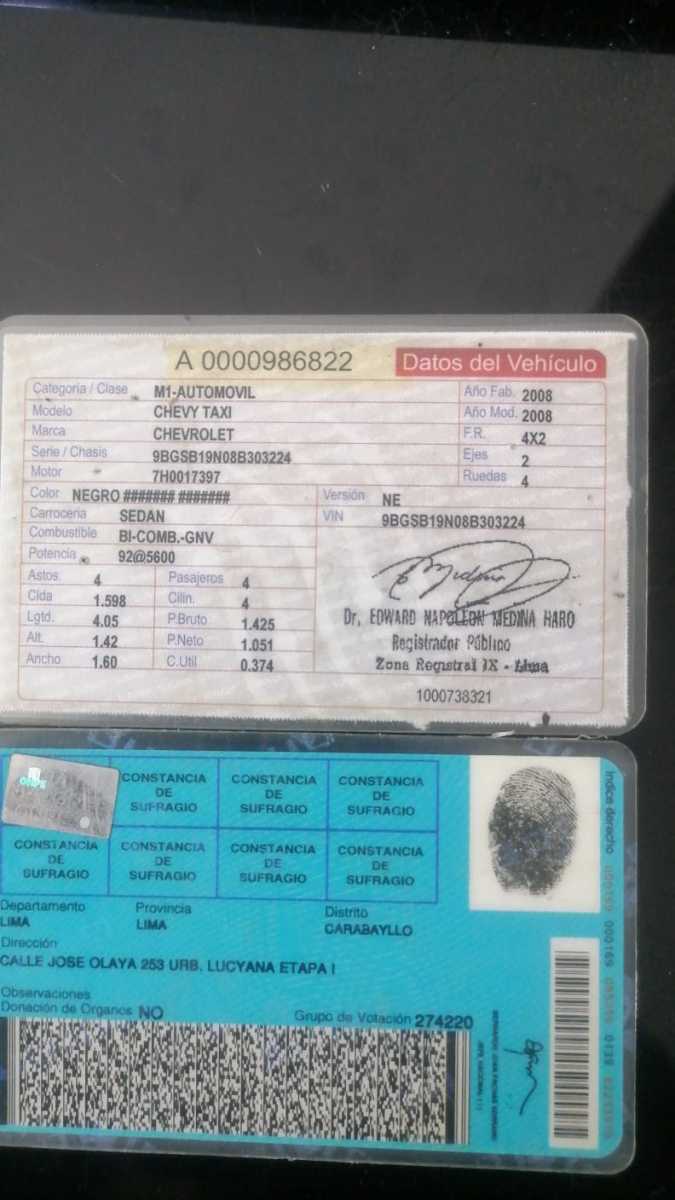 A 0000986822
Datos del Vehículo
Categoria / Clase M1-AUTOMOVIL Año Fab. 2008
Modelo CHEVY TAXI Año Mod. 2008
Marca CHEVROLET F.R. 4X2
Serie / Chasis 9BGSB19N08B303224 Ejes 2
Motor 7H0017397 Ruedas 4
Color NEGRO ####### ####### Versión NE
Carroceria SEDAN VIN 9BGSB19N08B303224
Combustible BI-COMB.-GNV
Potencia 92@5600
Astos. 4 Pasajeros 4
Clda 1.598 Cilin. 4
Lgtd. 4.05 P.Bruto 1.425
Alt. 1.42 P.Neto 1.051
Ancho 1.60 C.Util 0.374
Dr. EDWARD NAPOLEON MEDINA HARO
Registrador Público
Zona Registral IX - Lima
1000738321
CONSTANCIA DE SUFRAGIO
CONSTANCIA DE SUFRAGIO
CONSTANCIA DE SUFRAGIO
CONSTANCIA DE SUFRAGIO
CONSTANCIA DE SUFRAGIO
CONSTANCIA DE SUFRAGIO
CONSTANCIA DE SUFRAGIO
Indice derecho
Departamento Provincia Distrito
LIMA LIMA CARABAYLLO
Dirección
CALLE JOSE OLAYA 253 URB. LUCYANA ETAPA I
Observaciones
Donación de Organos NO
Grupo de Votación 274220